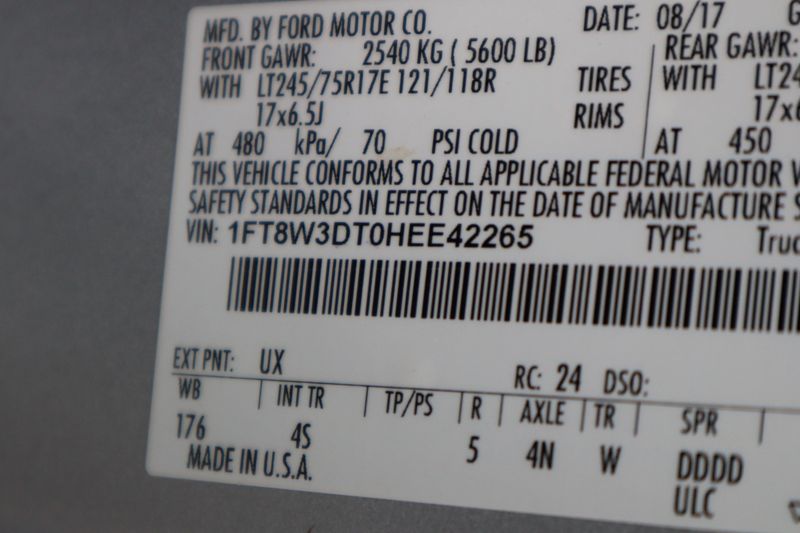 MFD. BY FORD MOTOR CO. DATE: 08/17
FRONT GAWR: 2540 KG ( 5600 LB) REAR GAWR:
WITH LT245/75R17E 121/118R TIRES WITH LT24
17x6.5J RIMS 17x6
AT 480 kPa/ 70 PSI COLD AT 450
THIS VEHICLE CONFORMS TO ALL APPLICABLE FEDERAL MOTOR V
SAFETY STANDARDS IN EFFECT ON THE DATE OF MANUFACTURE S
VIN: 1FT8W3DT0HEE42265 TYPE: Truc
EXT PNT: UX RC: 24 DSO:
WB INT TR TP/PS R AXLE TR SPR
176 4S 5 4N W DDDD
MADE IN U.S.A. ULC